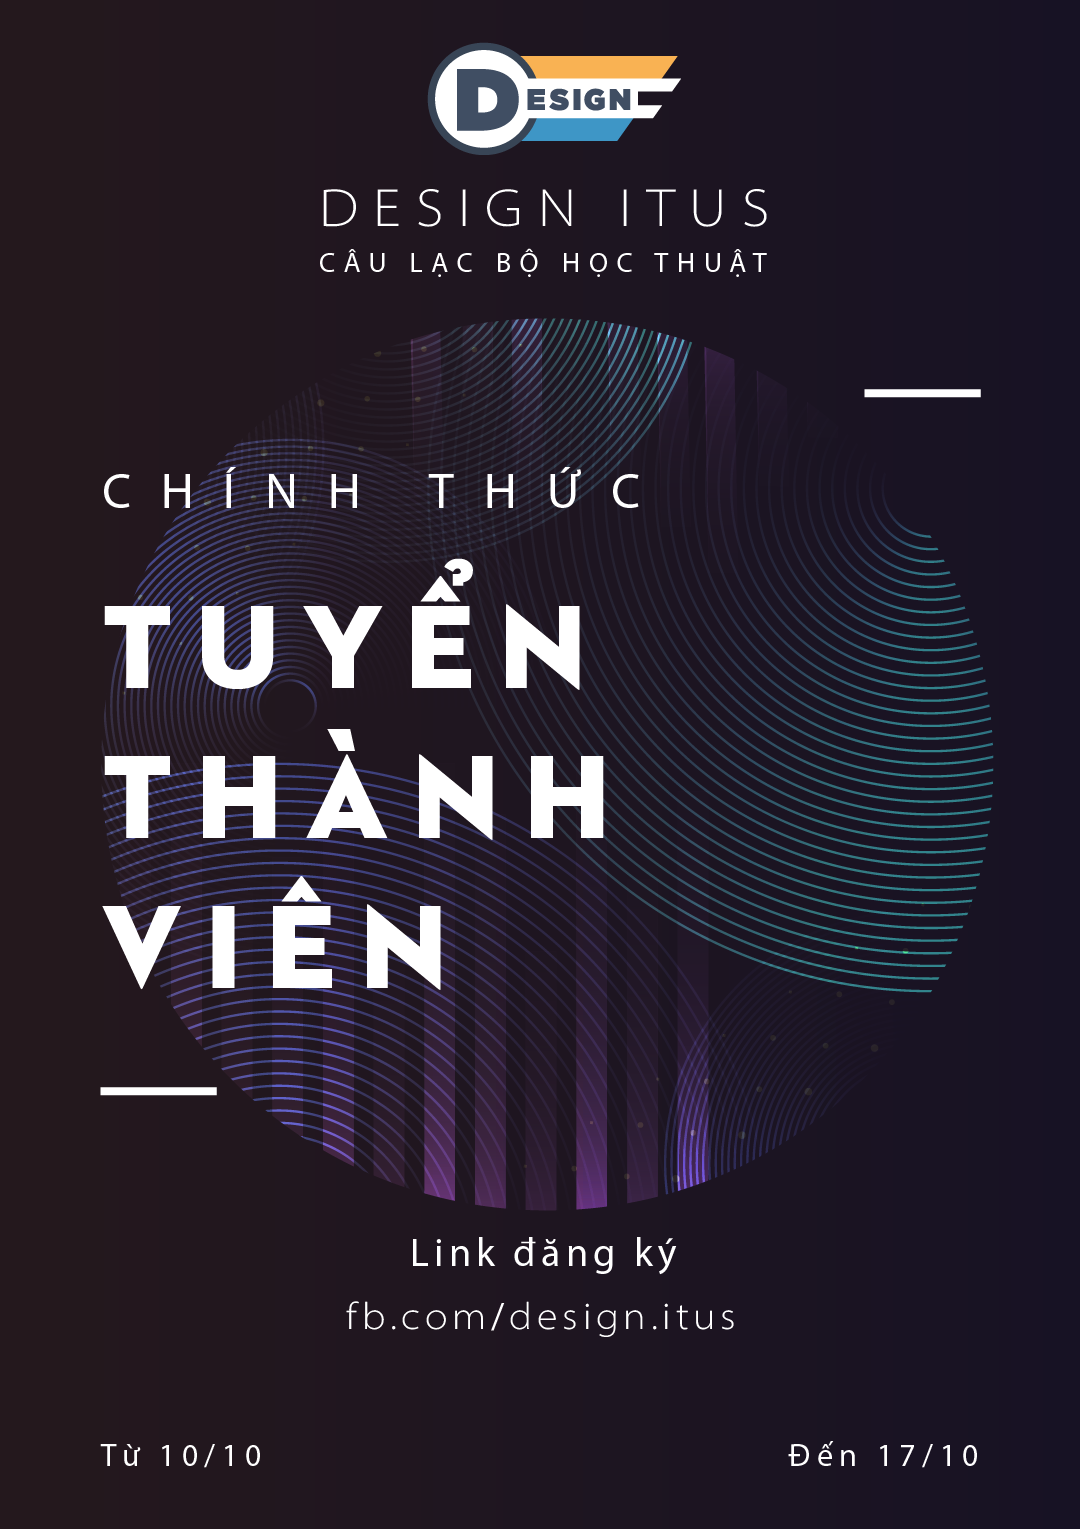 DESIGN
DESIGN ITUS
CÂU LẠC BỘ HỌC THUẬT
CHÍNH THỨC
TUYỂN
THÀNH
VIÊN
Link đăng ký
fb.com/design.itus
Từ 10/10
Đến 17/10